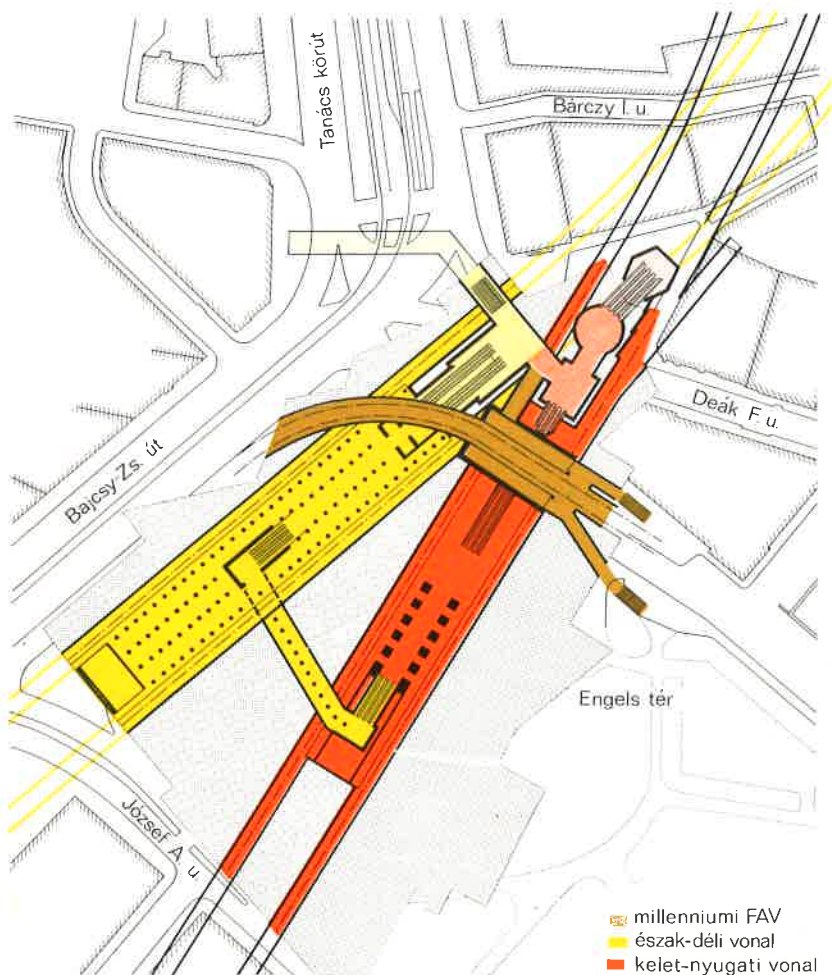 Tanács körút
Bárczy I. u.
Deák F. u.
Bajcsy Zs. út
Engels tér
József A. u.
millenniumi FAV
észak-déli vonal
kelet-nyugati vonal